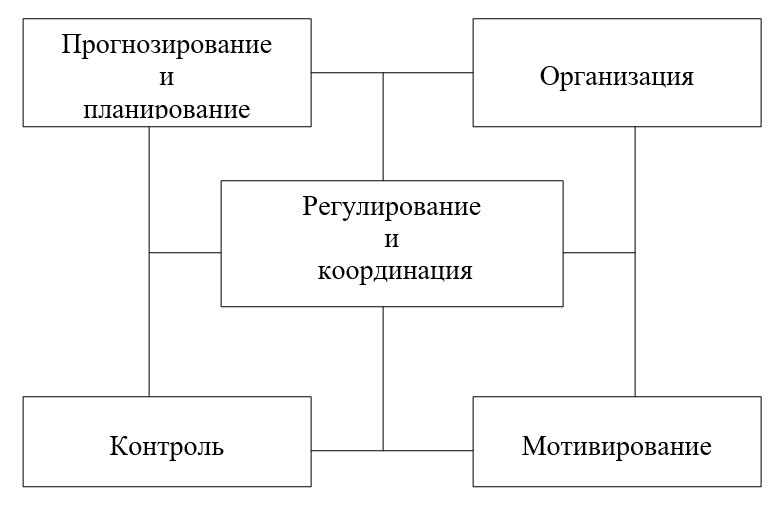 Прогнозирование
и
планирование
Организация
Регулирование
и
координация
Контроль
Мотивирование